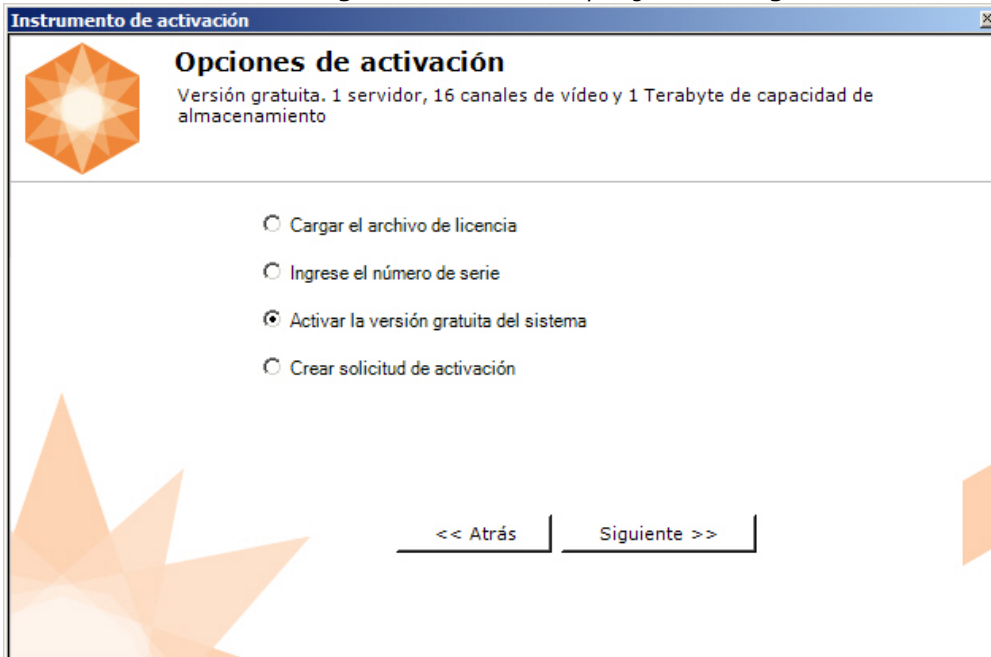 Instrumento de activación
Opciones de activación
Versión gratuita. 1 servidor, 16 canales de vídeo y 1 Terabyte de capacidad de
almacenamiento
Cargar el archivo de licencia
Ingrese el número de serie
Activar la versión gratuita del sistema
Crear solicitud de activación
<< Atrás
Siguiente >>